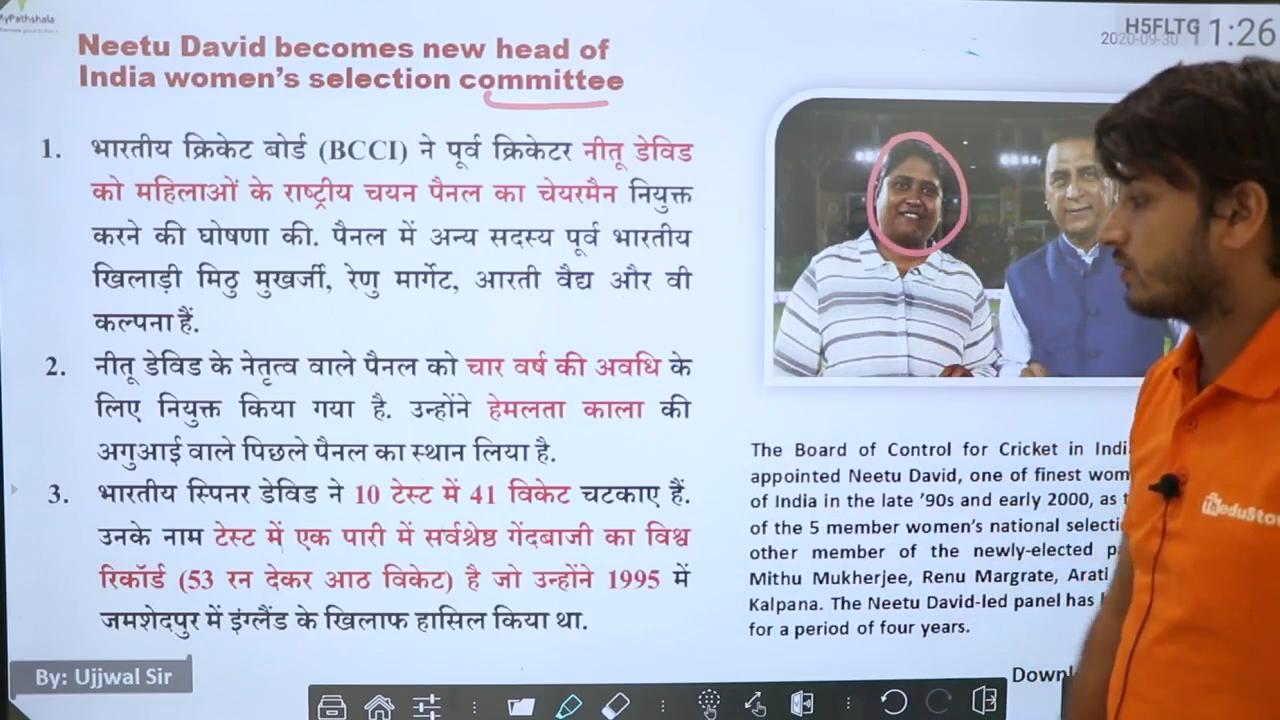 MyPathshala
H5FLTG
2020-09-30
11:26
Neetu David becomes new head of
India women's selection committee
1. भारतीय क्रिकेट बोर्ड (BCCI) ने पूर्व क्रिकेटर नीतू डेविड
को महिलाओं के राष्ट्रीय चयन पैनल का चेयरमैन नियुक्त
करने की घोषणा की. पैनल में अन्य सदस्य पूर्व भारतीय
खिलाड़ी मिठु मुखर्जी, रेणु मार्गेट, आरती वैद्य और वी
कल्पना हैं.
2. नीतू डेविड के नेतृत्व वाले पैनल को चार वर्ष की अवधि के
लिए नियुक्त किया गया है. उन्होंने हेमलता काला की
अगुआई वाले पिछले पैनल का स्थान लिया है.
3. भारतीय स्पिनर डेविड ने 10 टेस्ट में 41 विकेट चटकाए हैं.
उनके नाम टेस्ट में एक पारी में सर्वश्रेष्ठ गेंदबाजी का विश्व
रिकॉर्ड (53 रन देकर आठ विकेट) है जो उन्होंने 1995 में
जमशेदपुर में इंग्लैंड के खिलाफ हासिल किया था.
The Board of Control for Cricket in Indi
appointed Neetu David, one of finest wom
of India in the late '90s and early 2000, as t
of the 5 member women's national selecti
other member of the newly-elected p
Mithu Mukherjee, Renu Margrate, Arati
Kalpana. The Neetu David-led panel has
for a period of four years.
By: Ujjwal Sir
Downl